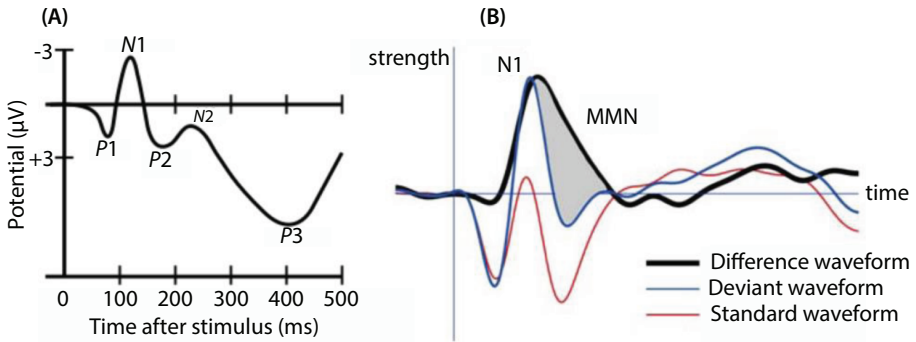 (A)
-3
+3
Potential (µV)
N1
P1
P2
N2
P3
0 100 200 300 400 500
Time after stimulus (ms)
(B)
strength
N1
MMN
time
Difference waveform
Deviant waveform
Standard waveform